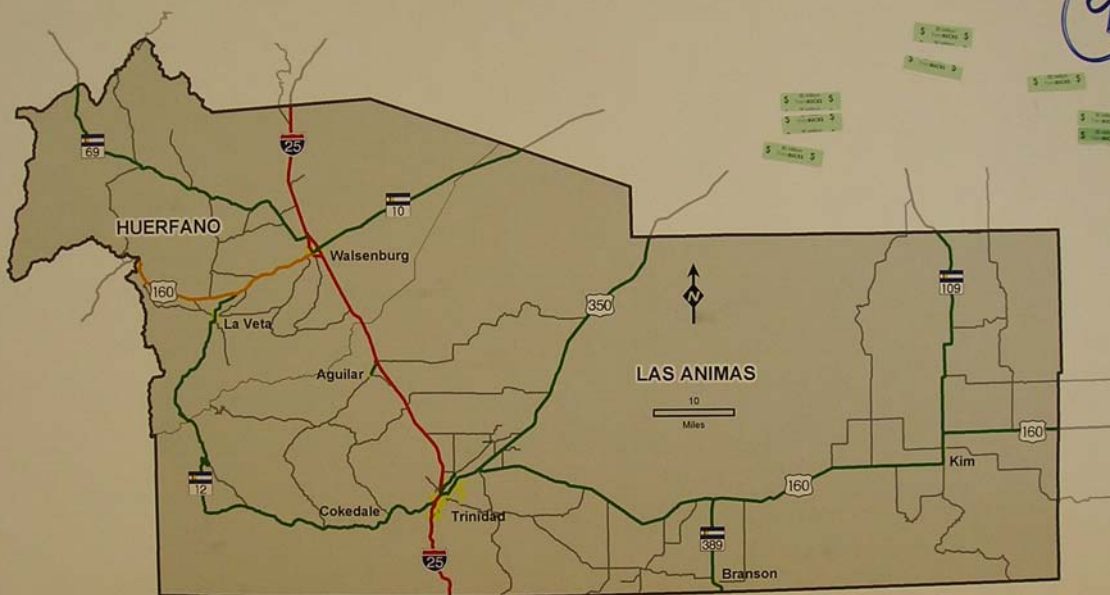 69
25
HUERFANO
10
Walsenburg
160
La Veta
350
N
109
Aguilar
LAS ANIMAS
10
Miles
12
Cokedale
Trinidad
160
Kim
160
25
389
Branson